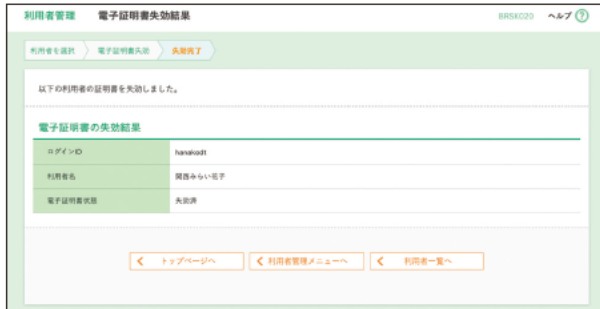 利用者管理 電子証明書失効結果 BRSK020 ヘルプ ?
利用者を選択 電子証明書失効 失効完了
以下の利用者の証明書を失効しました。
電子証明書の失効結果
ログインID hanakodt
利用者名 関西みらい花子
電子証明書状態 失効済
トップページへ 利用者管理メニューへ 利用者一覧へ